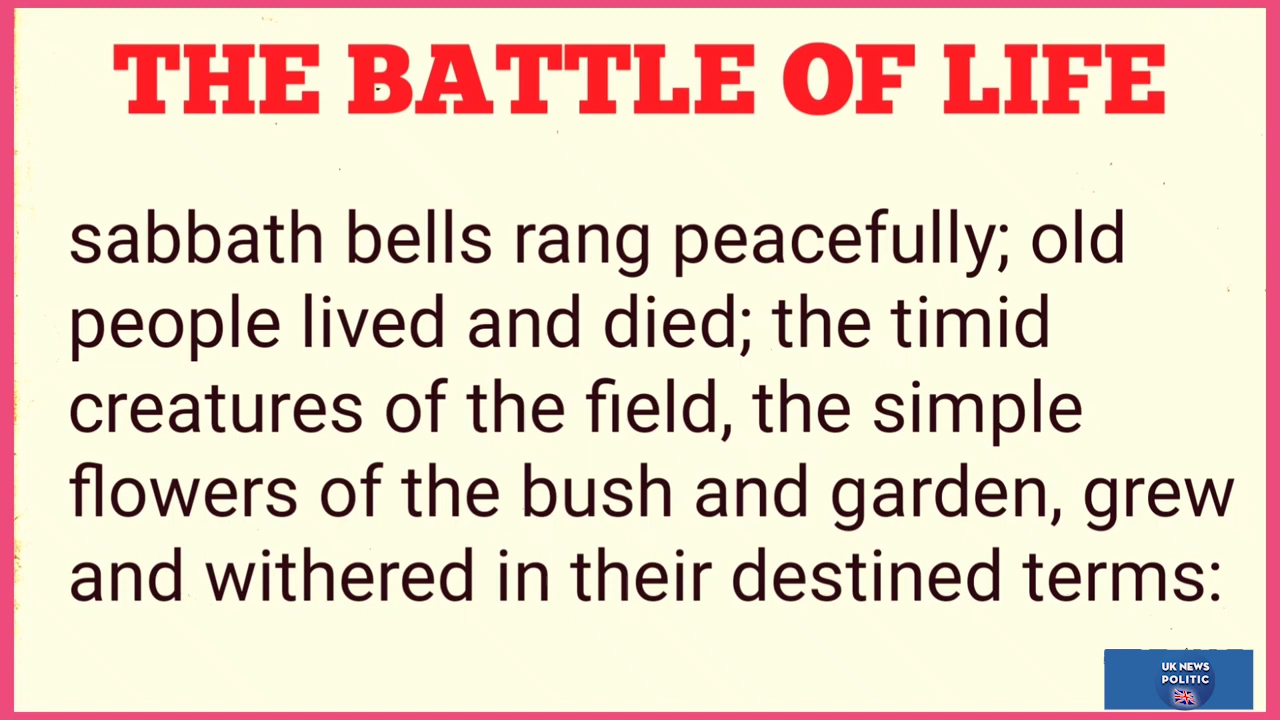 THE BATTLE OF LIFE
sabbath bells rang peacefully; old
people lived and died; the timid
creatures of the field, the simple
flowers of the bush and garden, grew
and withered in their destined terms:
UK NEWS
POLITIC